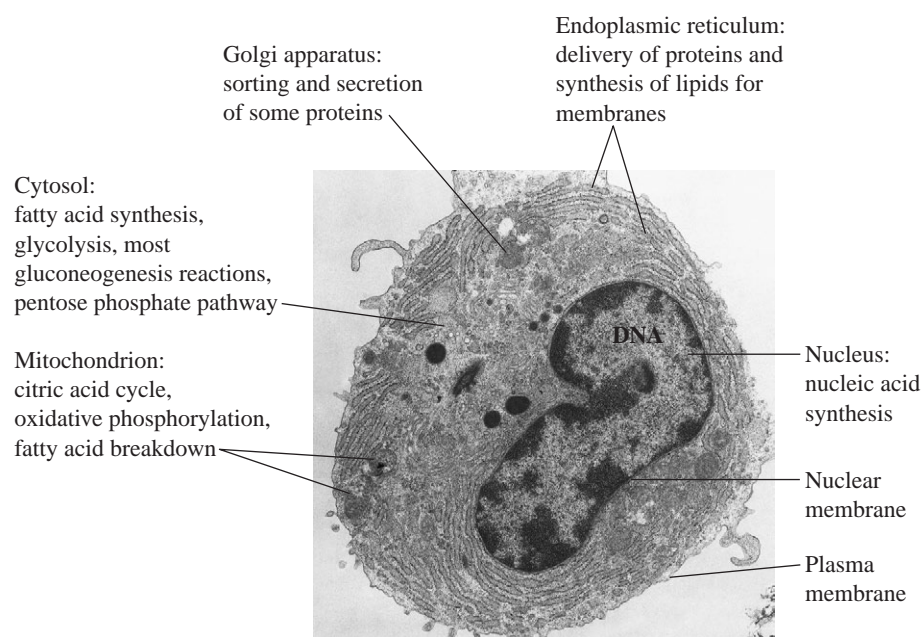 Golgi apparatus:
sorting and secretion
of some proteins
Endoplasmic reticulum:
delivery of proteins and
synthesis of lipids for
membranes
Cytosol:
fatty acid synthesis,
glycolysis, most
gluconeogenesis reactions,
pentose phosphate pathway
Mitochondrion:
citric acid cycle,
oxidative phosphorylation,
fatty acid breakdown
DNA
Nucleus:
nucleic acid
synthesis
Nuclear
membrane
Plasma
membrane